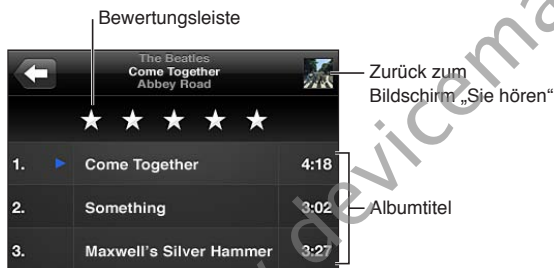 Bewertungsleiste
The Beatles
Come Together
Abbey Road
Zurück zum
Bildschirm „Sie hören“
1. Come Together 4:18
2. Something 3:02
Albumtitel
3. Maxwell's Silver Hammer 3:27